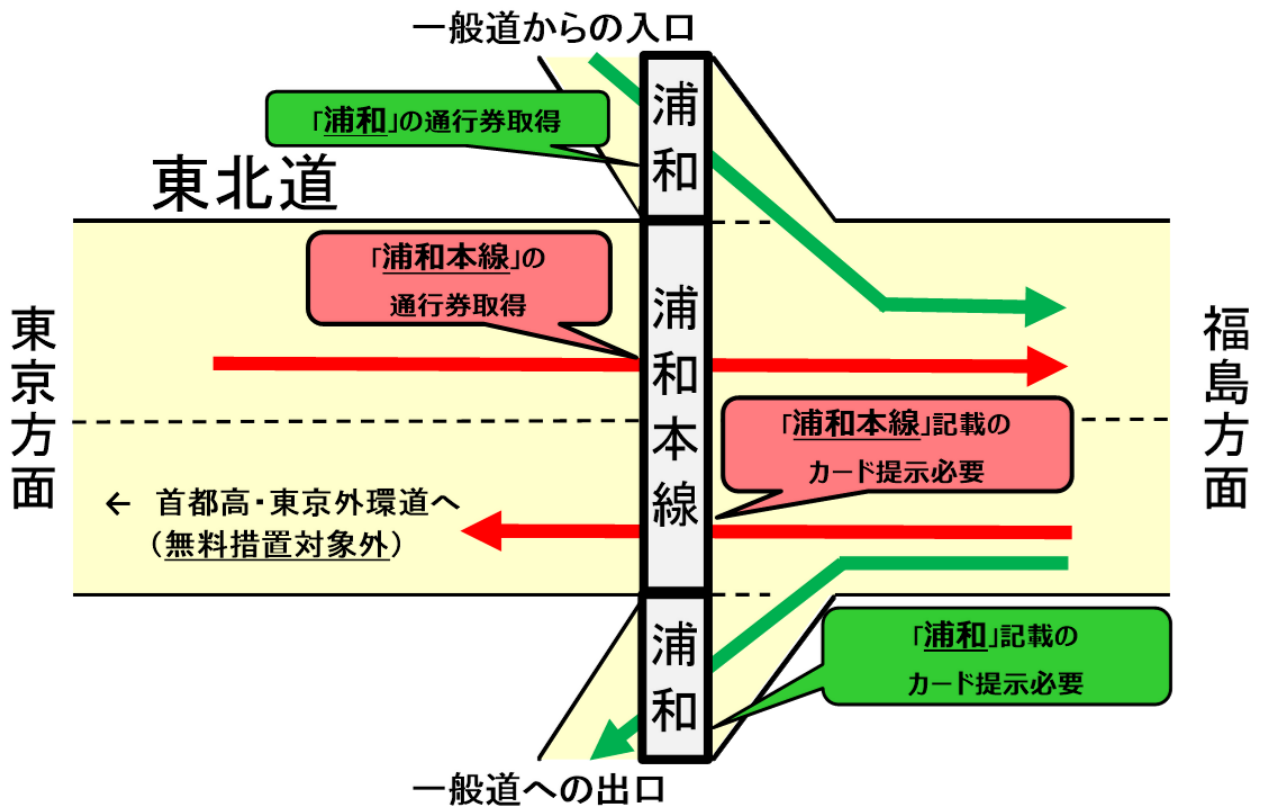 一般道からの入口
「浦和」の通行券取得
浦和
東北道
「浦和本線」の
通行券取得
浦和本線
東京方面
福島方面
「浦和本線」記載の
カード提示必要
← 首都高・東京外環道へ
（無料措置対象外）
「浦和」記載の
カード提示必要
浦和
一般道への出口